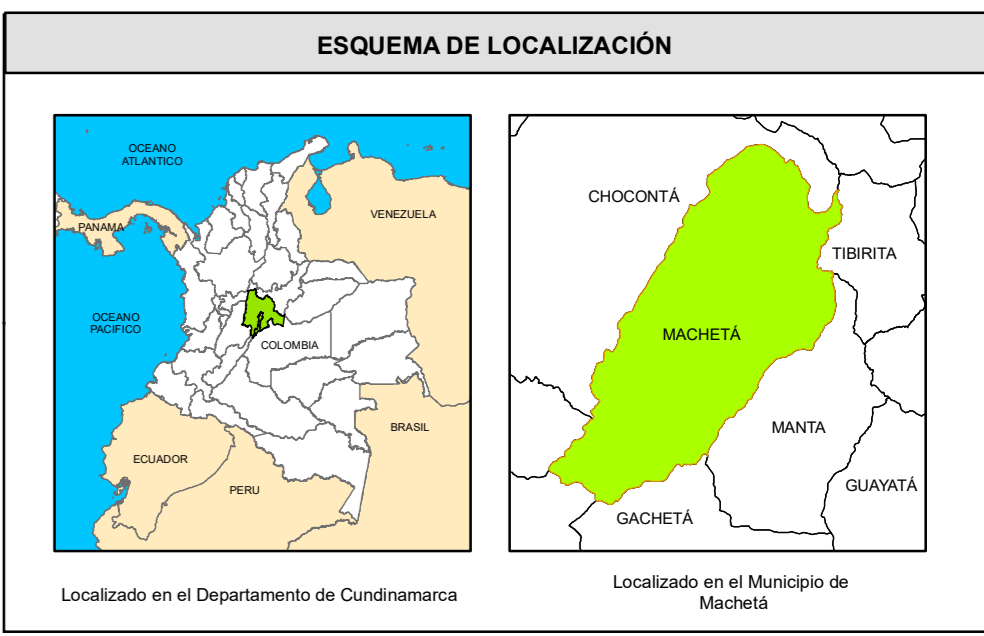 ESQUEMA DE LOCALIZACIÓN
OCEANO
ATLANTICO
PANAMA
VENEZUELA
OCEANO
PACIFICO
COLOMBIA
BRASIL
ECUADOR
PERU
Localizado en el Departamento de Cundinamarca
CHOCONTÁ
TIBIRITA
MACHETÁ
MANTA
GUAYATÁ
GACHETÁ
Localizado en el Municipio de
Machetá